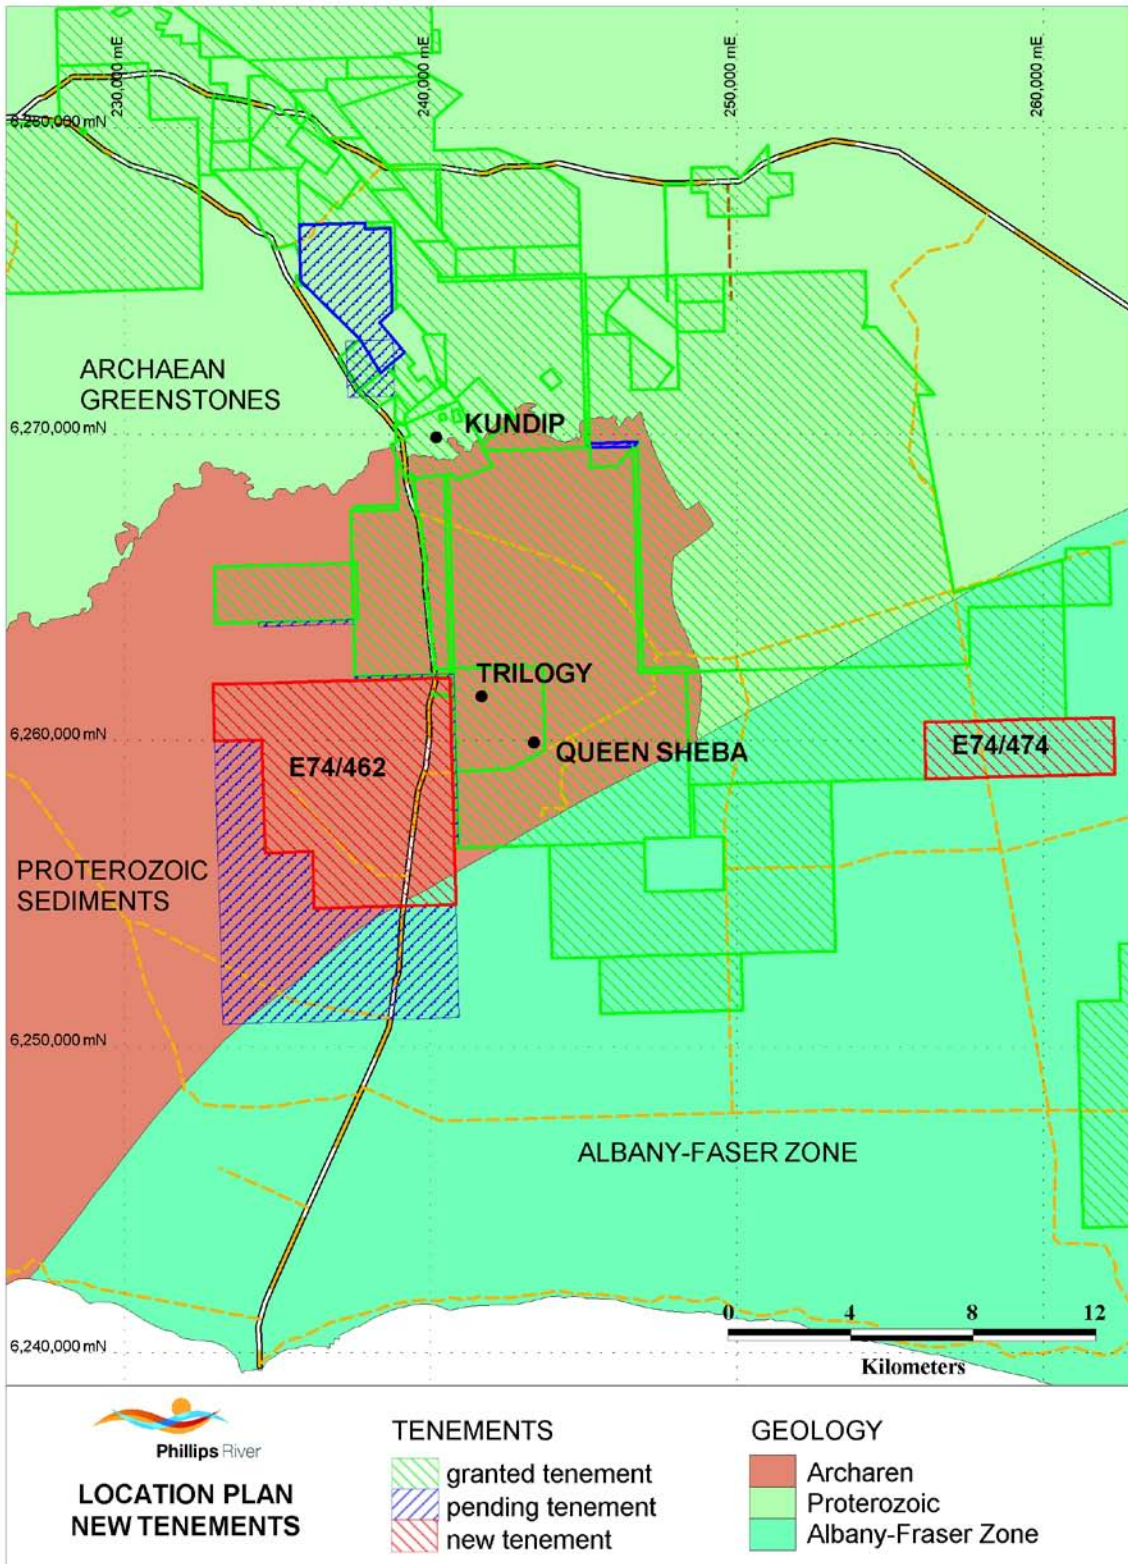 230,000 mE
240,000 mE
250,000 mE
260,000 mE
6,280,000 mN
ARCHAEAN
GREENSTONES
6,270,000 mN
KUNDIP
TRILOGY
6,260,000 mN
QUEEN SHEBA
E74/474
E74/462
PROTEROZOIC
SEDIMENTS
6,250,000 mN
ALBANY-FASER ZONE
0 4 8 12
6,240,000 mN
Kilometers
Phillips River
LOCATION PLAN
NEW TENEMENTS
TENEMENTS
granted tenement
pending tenement
new tenement
GEOLOGY
Archaren
Proterozoic
Albany-Fraser Zone